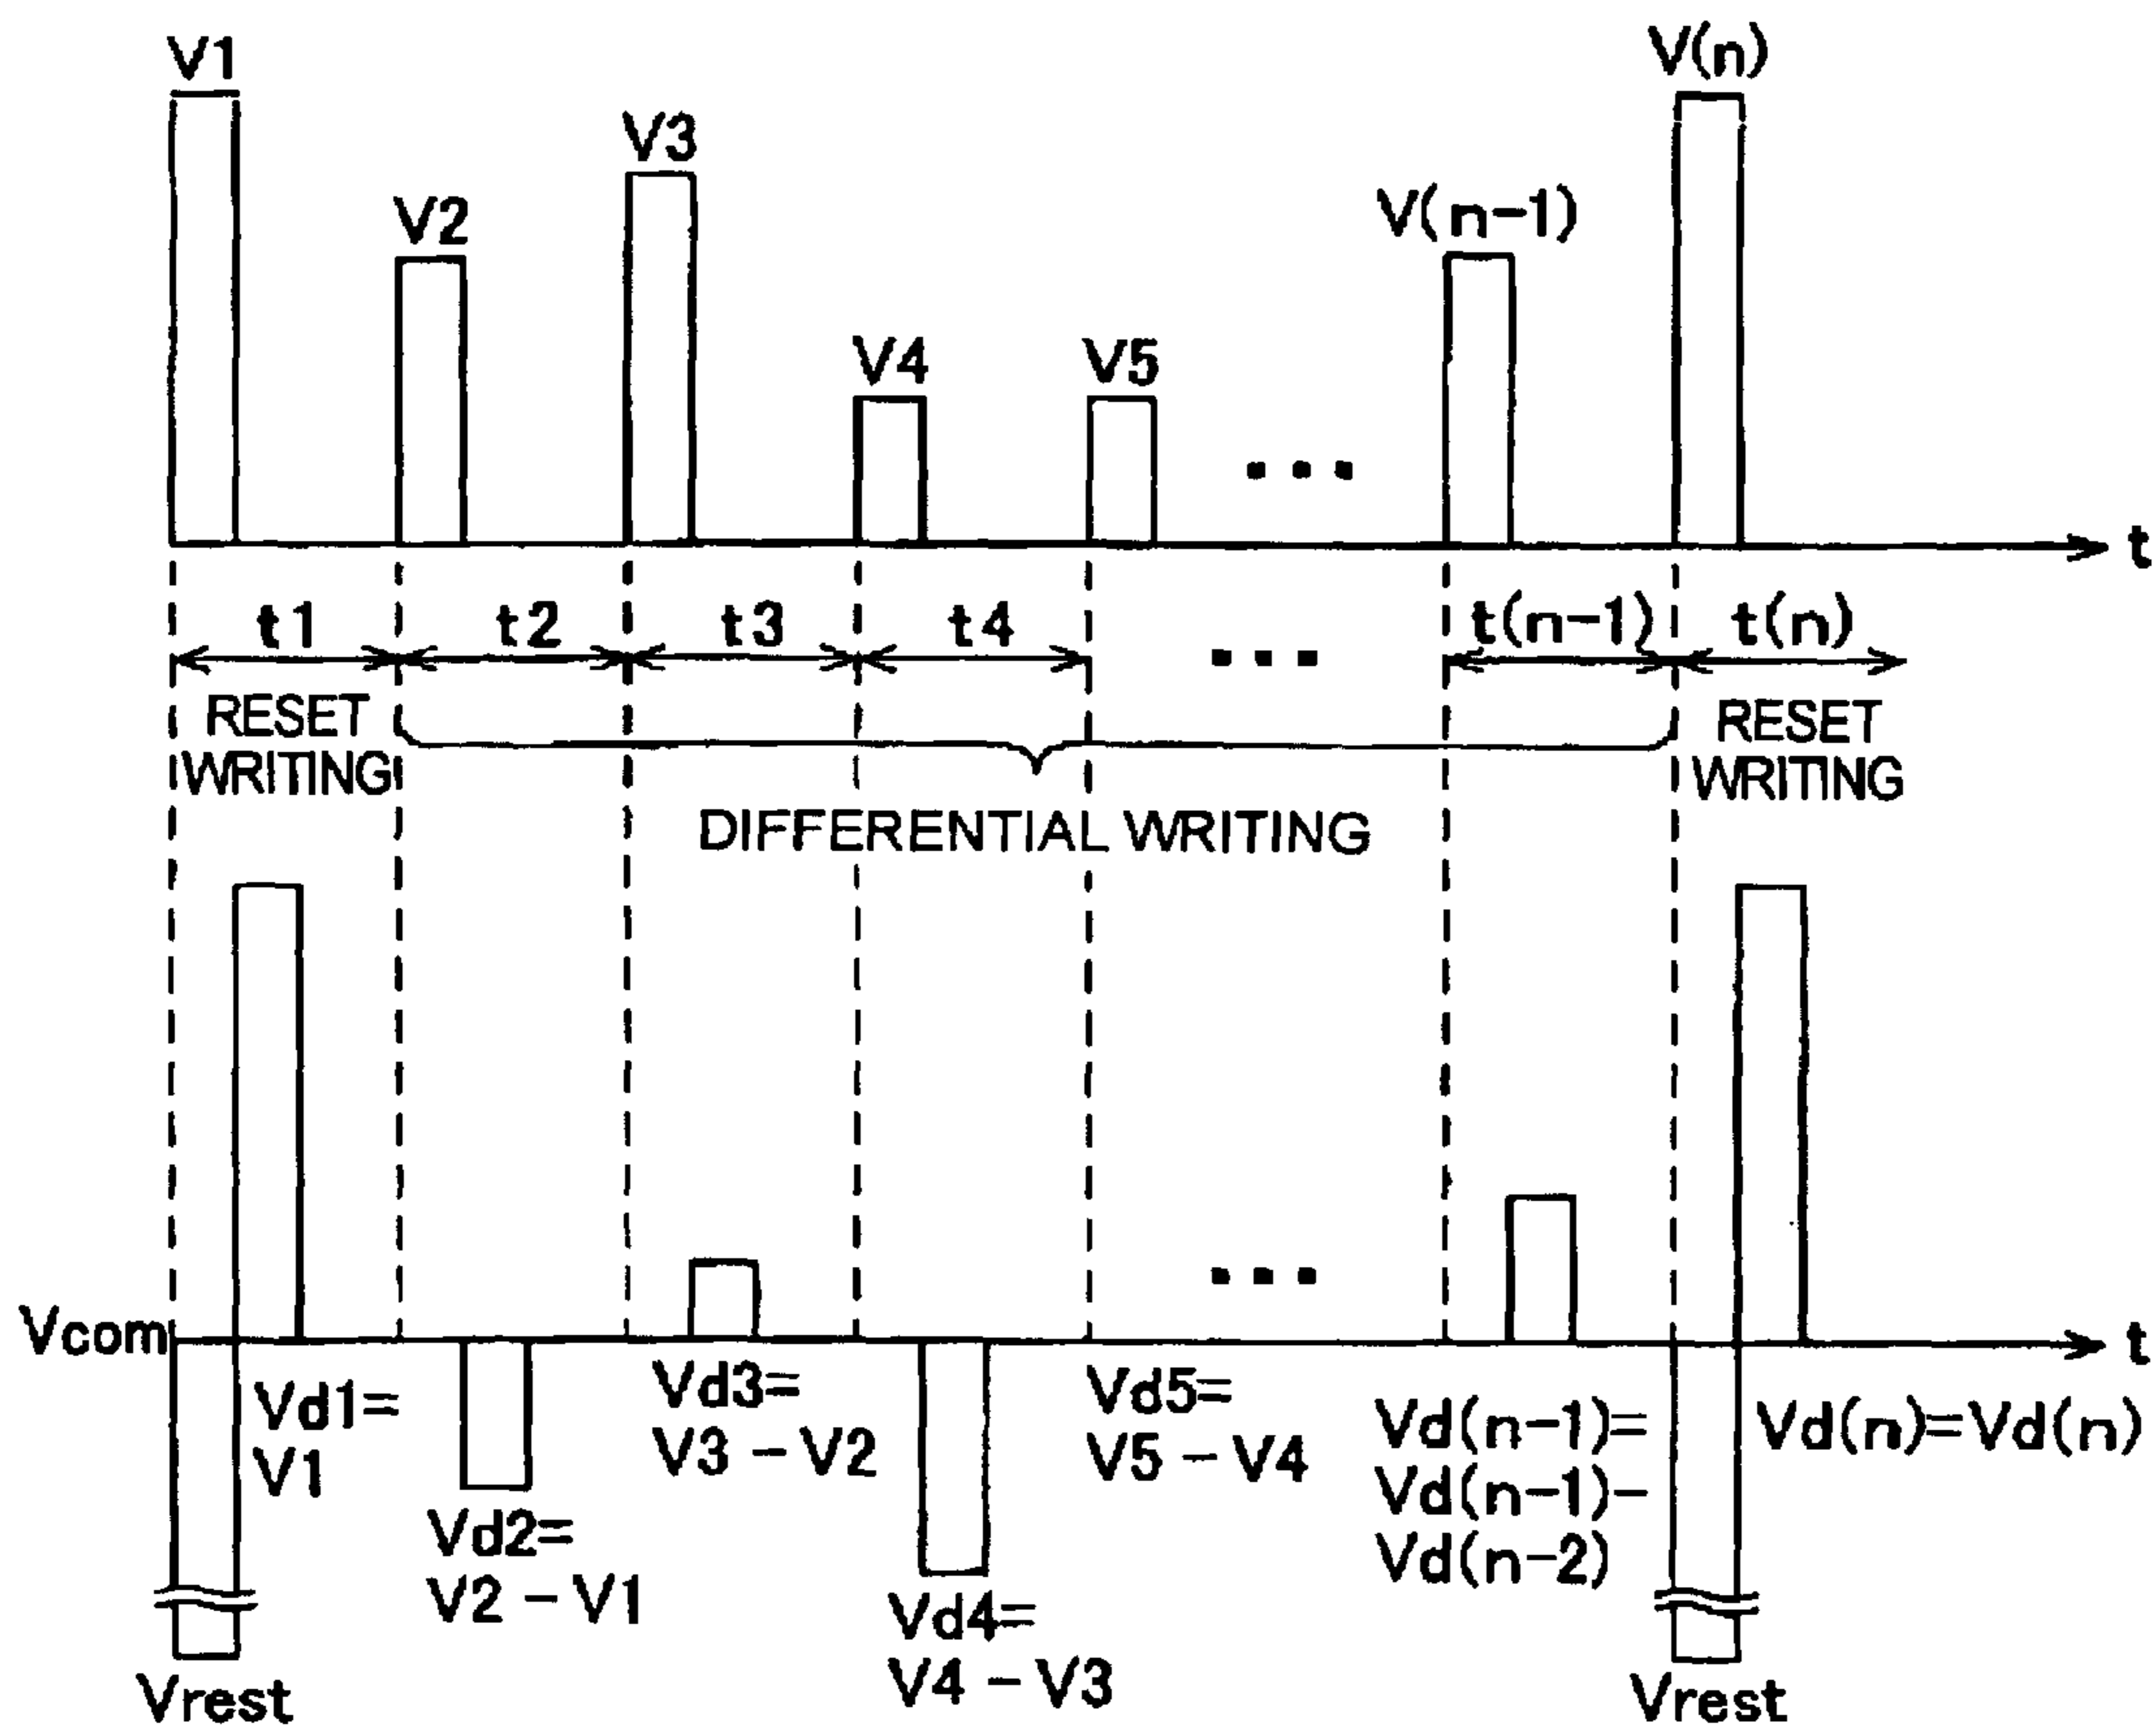 V1
V(n)
V3
V2
V(n-1)
V4
V5
...
t
t1
t2
t3
t4
...
t(n-1)
t(n)
RESET
WRITING
RESET
WRITING
DIFFERENTIAL WRITING
...
Vcom
t
Vd1=
V1
Vd2=
V2 - V1
Vd3=
V3 - V2
Vd4=
V4 - V3
Vd5=
V5 - V4
Vd(n-1)=
Vd(n-1)-
Vd(n-2)
Vd(n)=Vd(n)
Vrest
Vrest